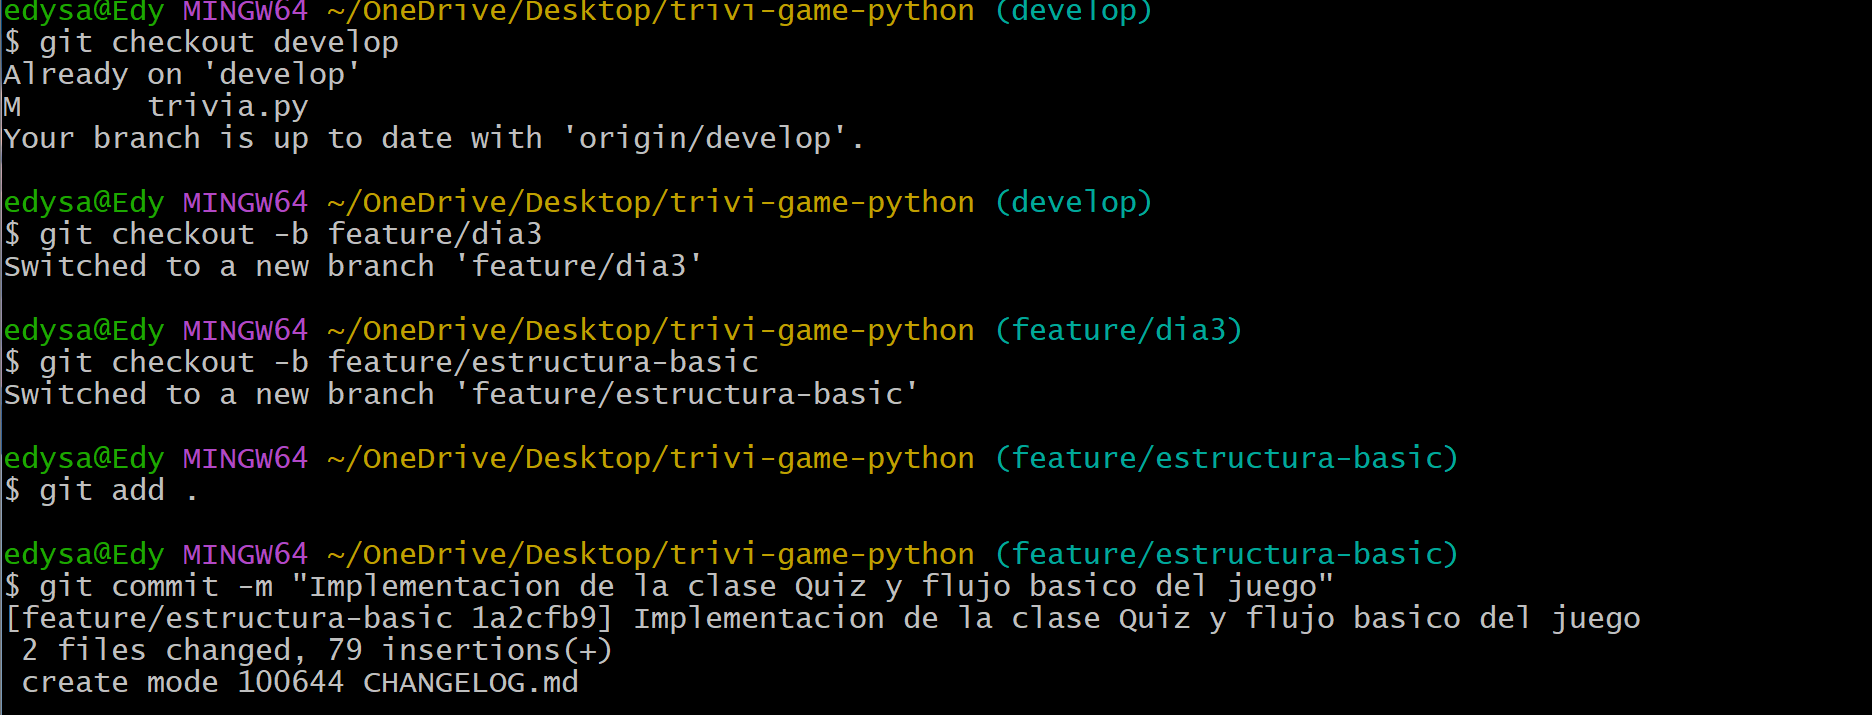 edysa@Edy MINGW64 ~/OneDrive/Desktop/trivi-game-python (develop)
$ git checkout develop
Already on 'develop'
M       trivia.py
Your branch is up to date with 'origin/develop'.
edysa@Edy MINGW64 ~/OneDrive/Desktop/trivi-game-python (develop)
$ git checkout -b feature/dia3
Switched to a new branch 'feature/dia3'
edysa@Edy MINGW64 ~/OneDrive/Desktop/trivi-game-python (feature/dia3)
$ git checkout -b feature/estructura-basic
Switched to a new branch 'feature/estructura-basic'
edysa@Edy MINGW64 ~/OneDrive/Desktop/trivi-game-python (feature/estructura-basic)
$ git add .
edysa@Edy MINGW64 ~/OneDrive/Desktop/trivi-game-python (feature/estructura-basic)
$ git commit -m "Implementacion de la clase Quiz y flujo basico del juego"
[feature/estructura-basic 1a2cfb9] Implementacion de la clase Quiz y flujo basico del juego
 2 files changed, 79 insertions(+)
 create mode 100644 CHANGELOG.md